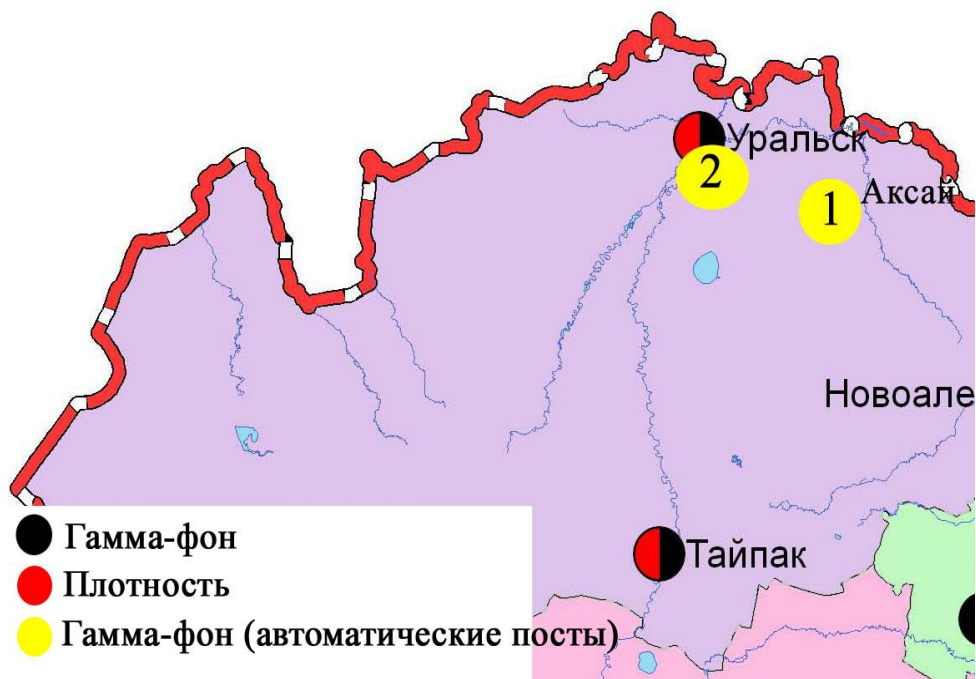 Уральск
2
Аксай
1
Новоале
Тайпак
Гамма-фон
Плотность
Гамма-фон (автоматические посты)